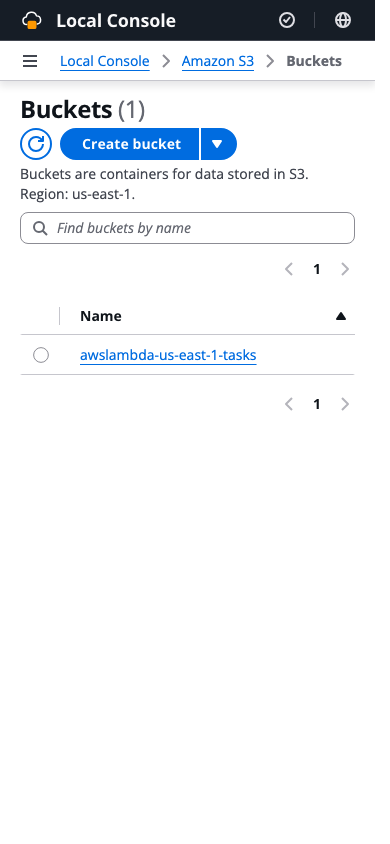 Local Console
Local Console Amazon S3 Buckets
Buckets (1)
Create bucket
Buckets are containers for data stored in S3.
Region: us-east-1.
Find buckets by name
1
Name
awslambda-us-east-1-tasks
1